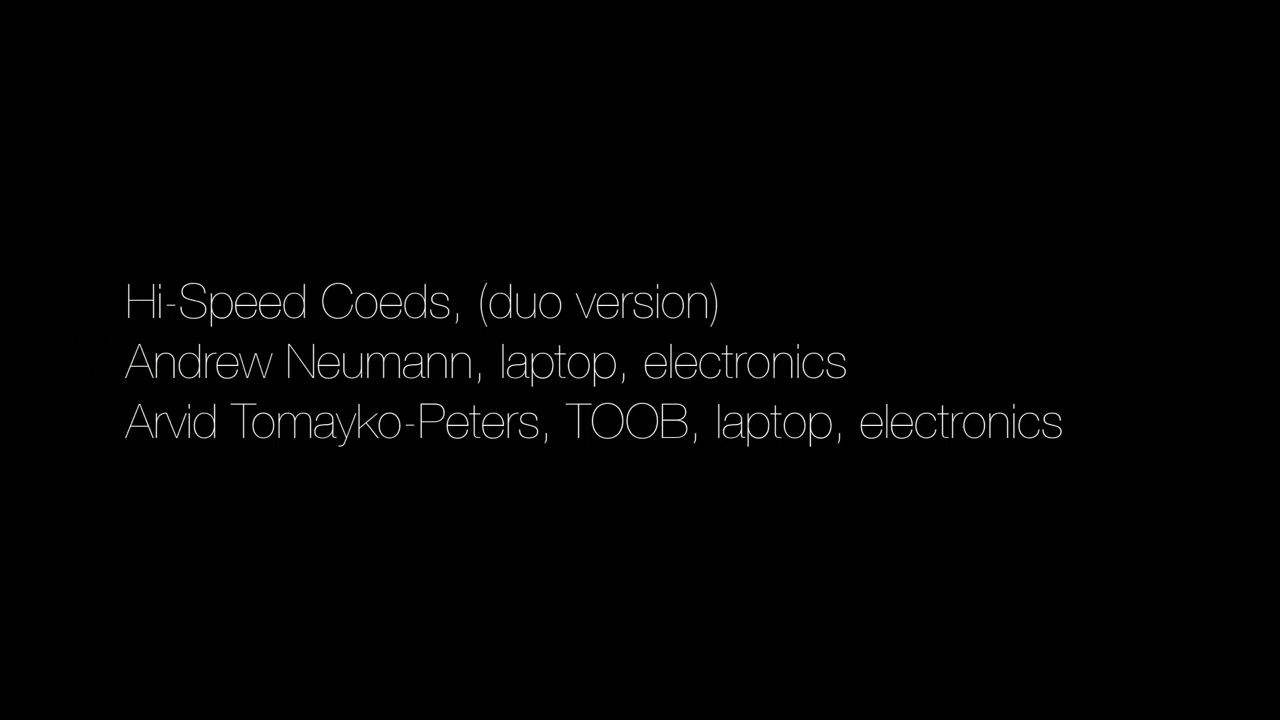 Hi-Speed Coeds, (duo version)
Andrew Neumann, laptop, electronics
Arvid Tomayko-Peters, TOOB, laptop, electronics